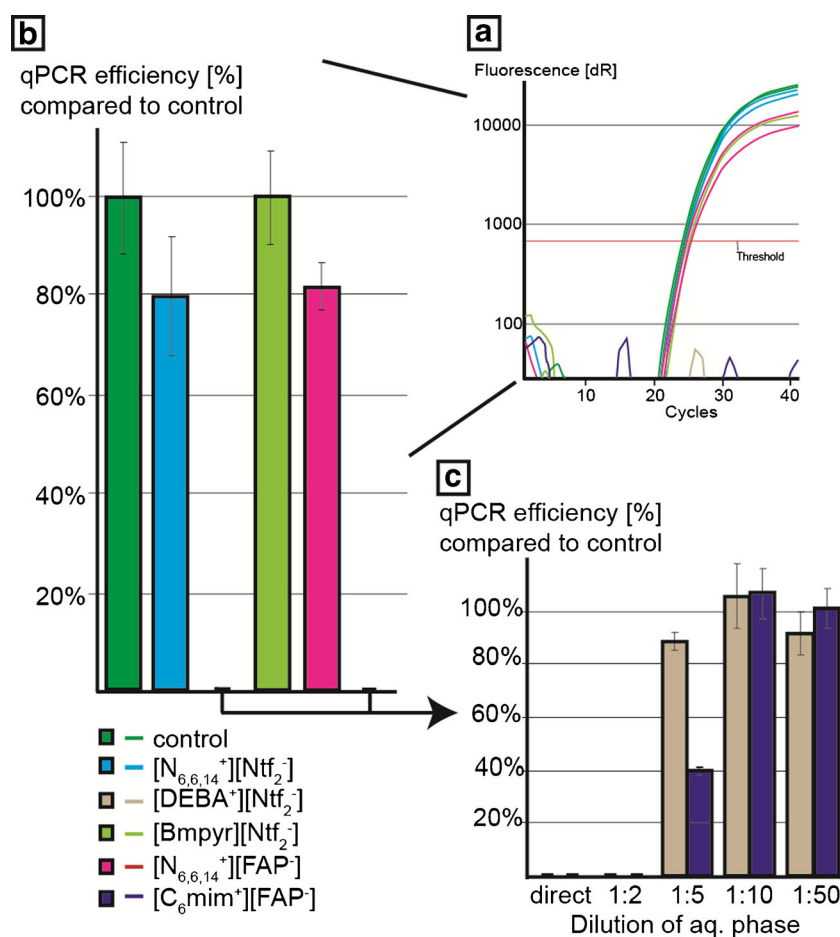 b
qPCR efficiency [%]
compared to control
100%
80%
60%
40%
20%
control
[N6,6,14+][Ntf2-]
[DEBA+][Ntf2-]
[Bmpyr][Ntf2-]
[N6,6,14+][FAP-]
[C6mim+][FAP-]
a
Fluorescence [dR]
10000
1000
Threshold
100
10 20 30 40
Cycles
c
qPCR efficiency [%]
compared to control
100%
80%
60%
40%
20%
direct 1:2 1:5 1:10 1:50
Dilution of aq. phase